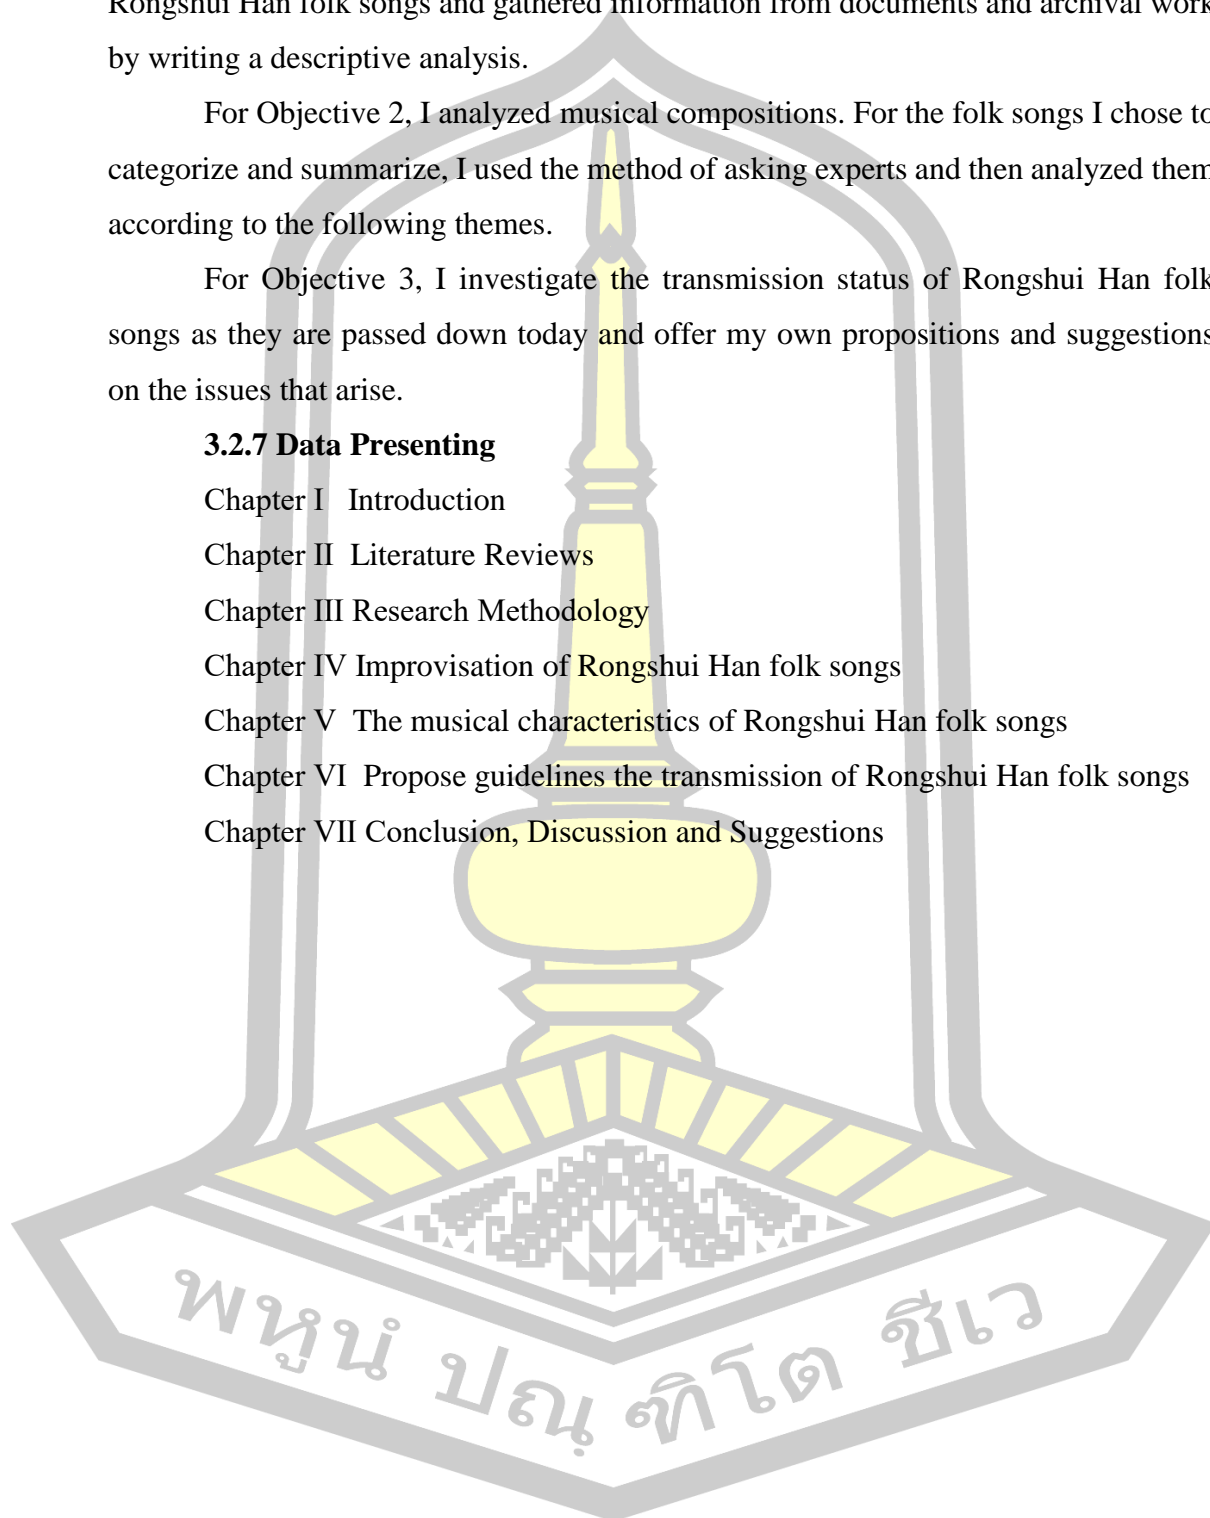 Rongshui Han folk songs and gathered information from documents and archival work
by writing a descriptive analysis.
For Objective 2, I analyzed musical compositions. For the folk songs I chose to
categorize and summarize, I used the method of asking experts and then analyzed them
according to the following themes.
For Objective 3, I investigate the transmission status of Rongshui Han folk
songs as they are passed down today and offer my own propositions and suggestions
on the issues that arise.
3.2.7 Data Presenting
Chapter Ⅰ Introduction
Chapter Ⅱ Literature Reviews
Chapter Ⅲ Research Methodology
Chapter Ⅳ Improvisation of Rongshui Han folk songs
Chapter Ⅴ The musical characteristics of Rongshui Han folk songs
Chapter Ⅵ Propose guidelines the transmission of Rongshui Han folk songs
Chapter Ⅶ Conclusion, Discussion and Suggestions
พหูนํ ปณฺฑิโต ชีเว